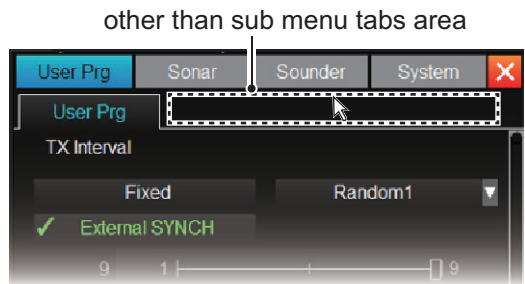 other than sub menu tabs area
User Prg Sonar Sounder System X
User Prg
TX Interval
Fixed Random1
✓ External SYNCH
9 1 9